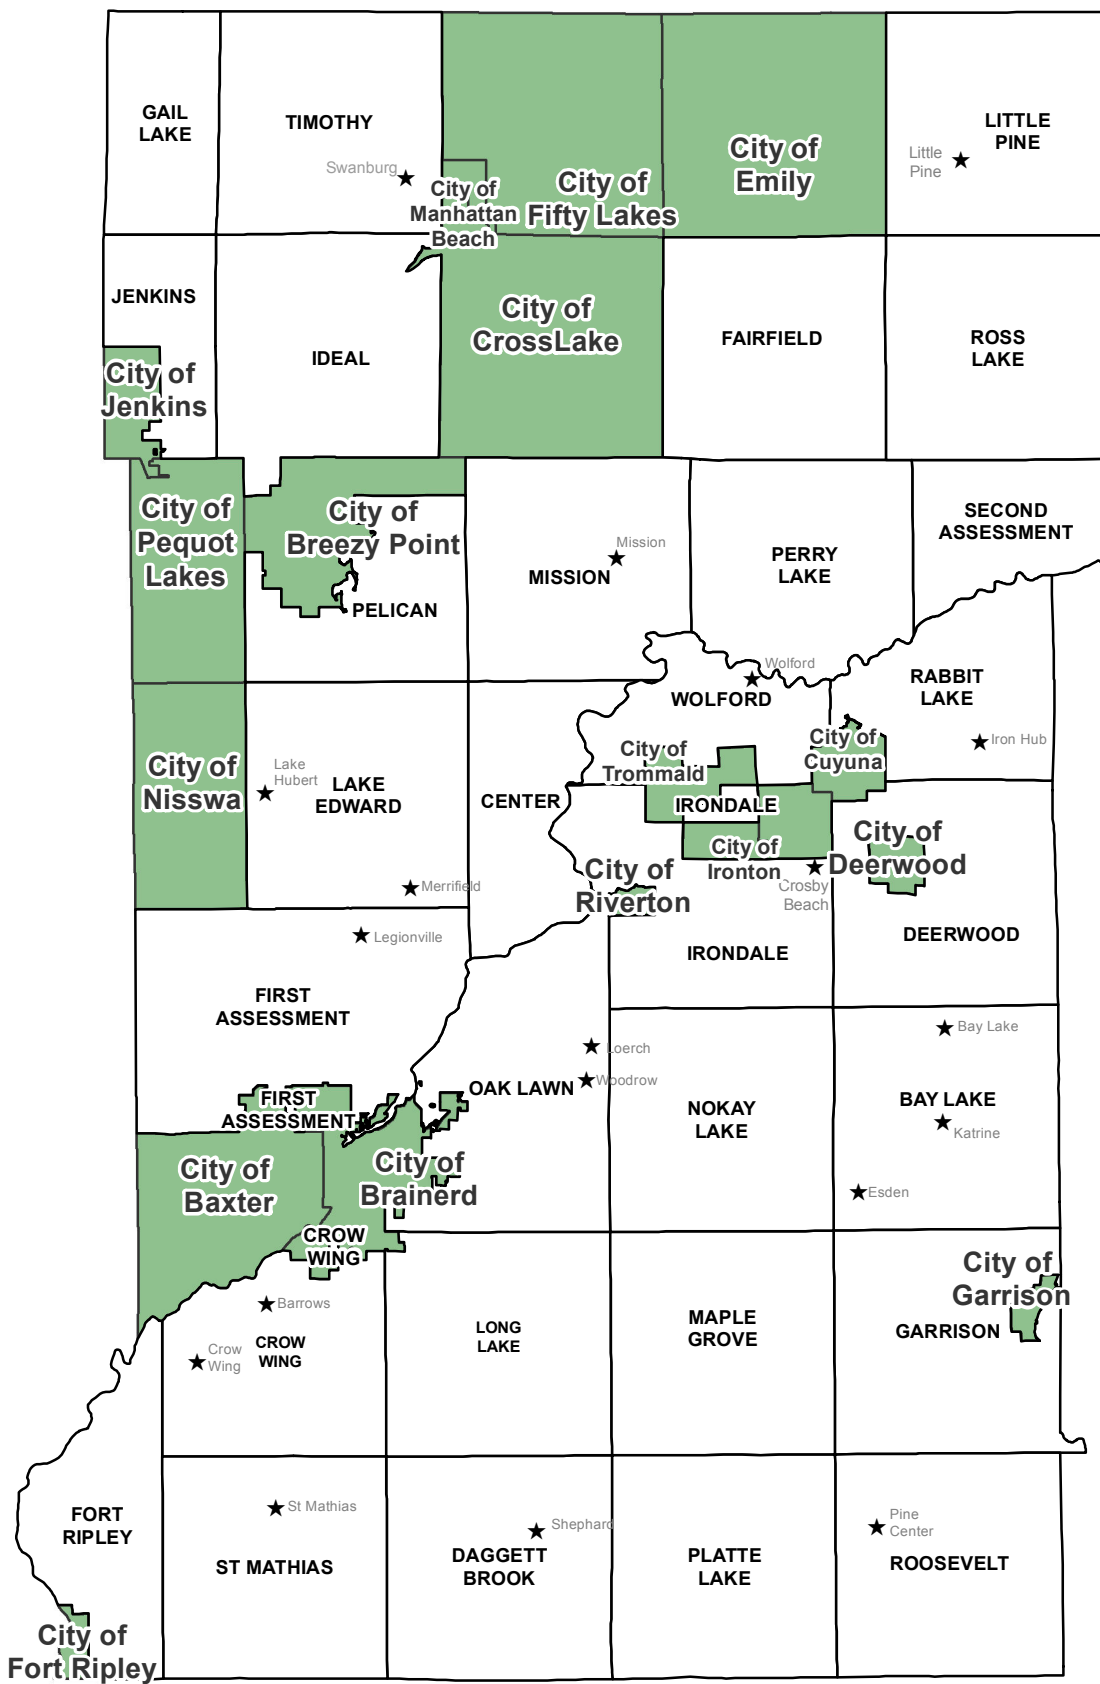 GAIL
LAKE
TIMOTHY
LITTLE
PINE
Little
Pine
Swanburg
City of
Emily
City of
Fifty Lakes
City of
Manhattan
Beach
JENKINS
IDEAL
City of
CrossLake
FAIRFIELD
ROSS
LAKE
City of
Jenkins
City of
Pequot
Lakes
City of
Breezy Point
PELICAN
Mission
MISSION
PERRY
LAKE
SECOND
ASSESSMENT
Wolford
WOLFORD
RABBIT
LAKE
Iron Hub
City of
Nisswa
Lake
Hubert
LAKE
EDWARD
CENTER
City of
Trommald
City of
Cuyuna
IRONDALE
City of
Ironton
City of
Deerwood
City of
Riverton
Crosby
Beach
Merrifield
Legionville
IRONDALE
DEERWOOD
FIRST
ASSESSMENT
Loerch
Woodrow
OAK LAWN
Bay Lake
BAY LAKE
Katrine
NOKAY
LAKE
Esden
FIRST
ASSESSMENT
City of
Baxter
City of
Brainerd
CROW
WING
City of
Garrison
GARRISON
Barrows
Crow
Wing
CROW
WING
LONG
LAKE
MAPLE
GROVE
FORT
RIPLEY
St Mathias
ST MATHIAS
Shephard
DAGGETT
BROOK
PLATTE
LAKE
Pine
Center
ROOSEVELT
City of
Fort Ripley